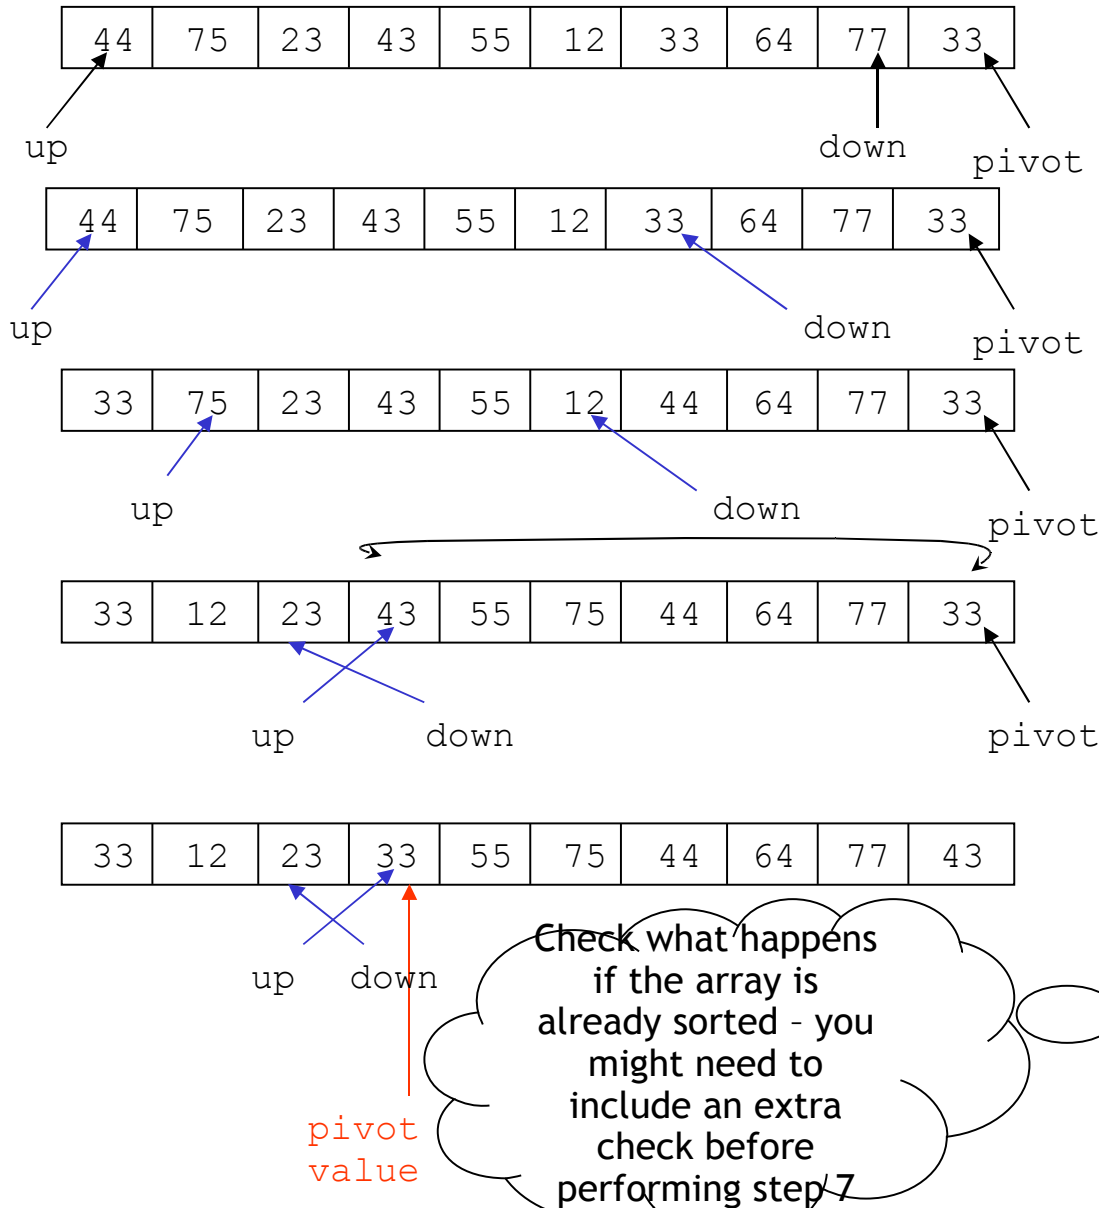 44 75 23 43 55 12 33 64 77 33
up down pivot
44 75 23 43 55 12 33 64 77 33
up down pivot
33 75 23 43 55 12 44 64 77 33
up down pivot
33 12 23 43 55 75 44 64 77 33
up down pivot
33 12 23 33 55 75 44 64 77 43
up down
pivot
value
Check what happens
if the array is
already sorted – you
might need to
include an extra
check before
performing step 7